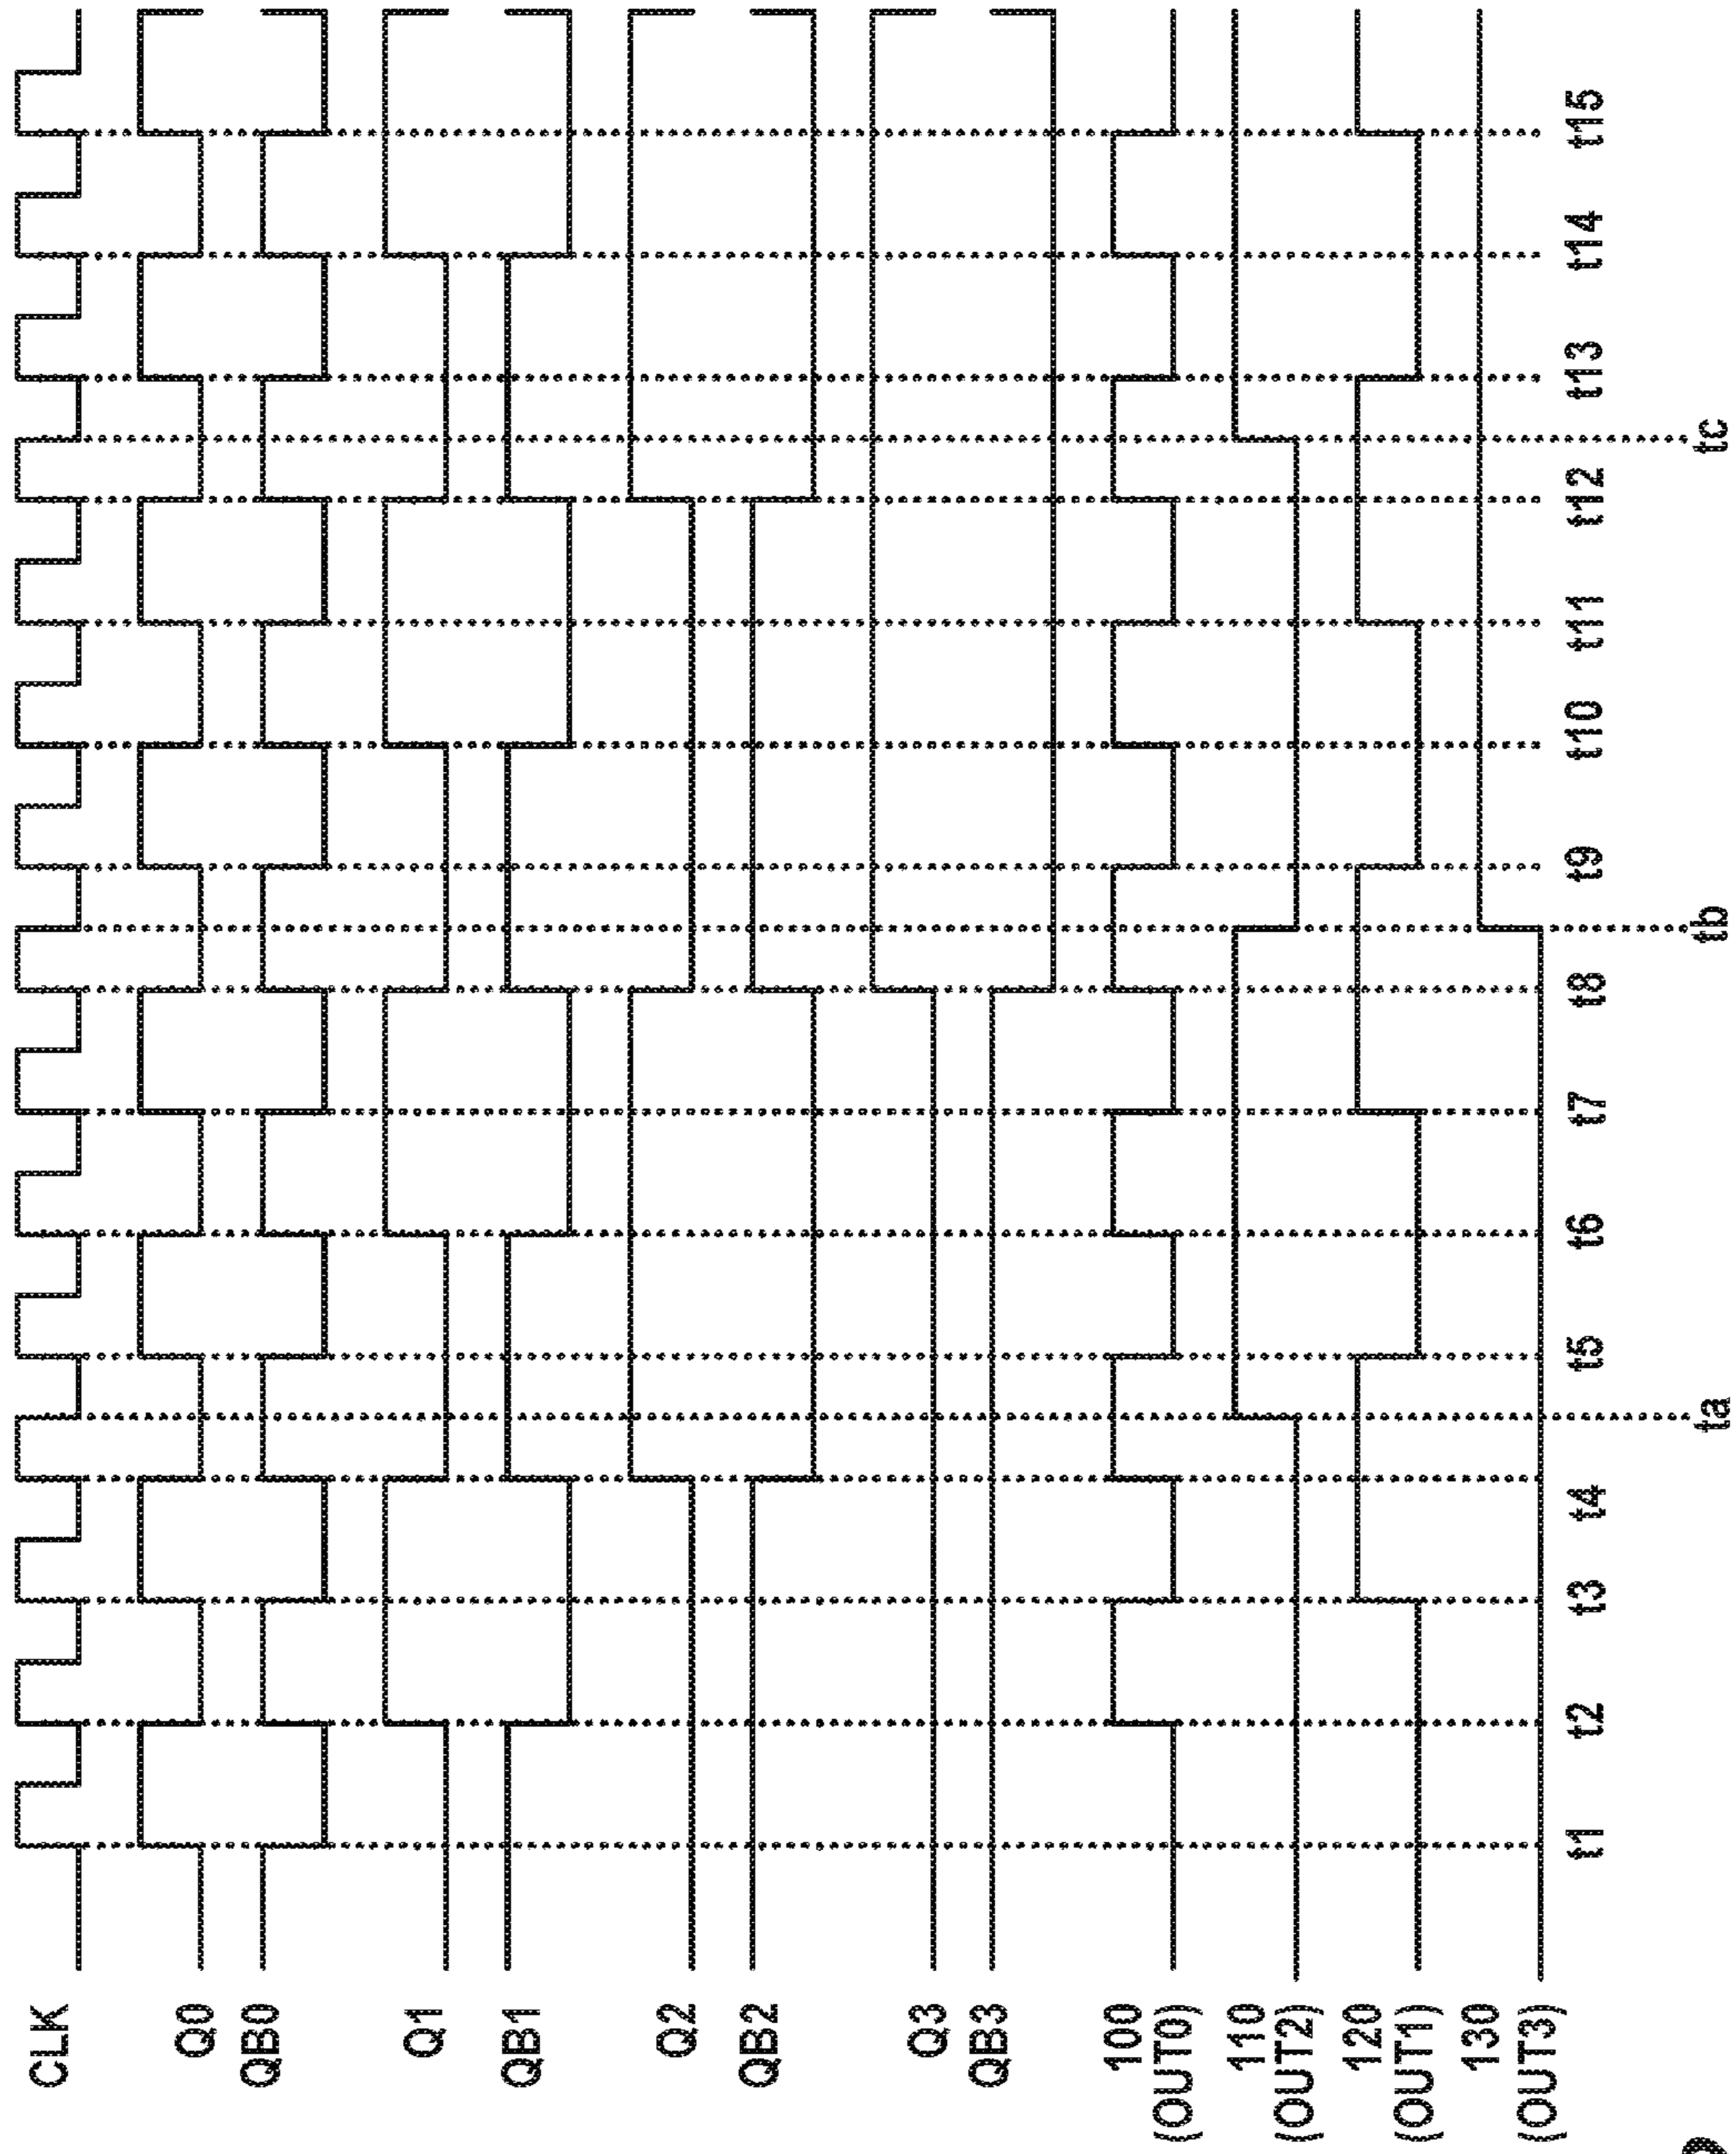 CLK
Q0
QB0
Q1
QB1
Q2
QB2
Q3
QB3
100
(OUT0)
110
(OUT2)
120
(OUT1)
130
(OUT3)
t1 t2 t3 t4 t5 t6 t7 t8 t9 t10 t11 t12 t13 t14 t15
ta tb tc